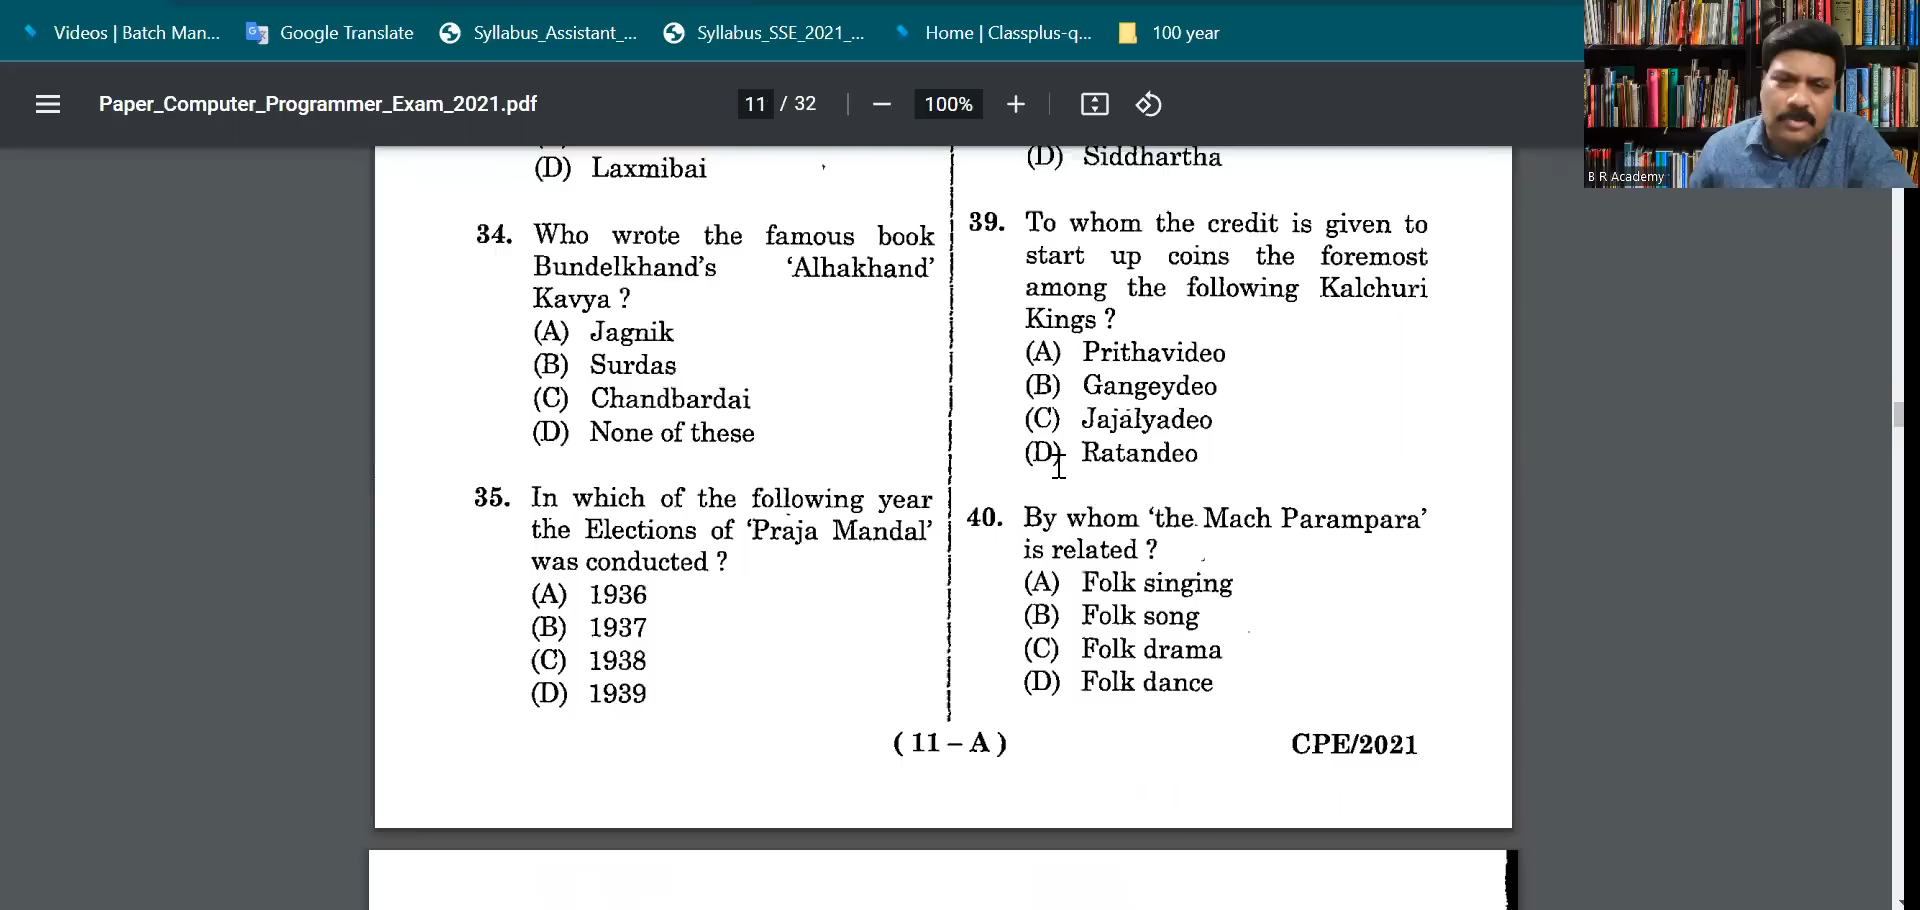 Videos | Batch Man...
Google Translate
Syllabus_Assistant_...
Syllabus_SSE_2021_...
Home | Classplus-q...
100 year
Paper_Computer_Programmer_Exam_2021.pdf
11 / 32
100%
B R Academy
(D) Laxmibai
34. Who wrote the famous book
Bundelkhand's 'Alhakhand'
Kavya ?
(A) Jagnik
(B) Surdas
(C) Chandbardai
(D) None of these
35. In which of the following year
the Elections of 'Praja Mandal'
was conducted ?
(A) 1936
(B) 1937
(C) 1938
(D) 1939
(D) Siddhartha
39. To whom the credit is given to
start up coins the foremost
among the following Kalchuri
Kings ?
(A) Prithavideo
(B) Gangeydeo
(C) Jajalyadeo
(D) Ratandeo
40. By whom 'the Mach Parampara'
is related ?
(A) Folk singing
(B) Folk song
(C) Folk drama
(D) Folk dance
( 11 – A )
CPE/2021